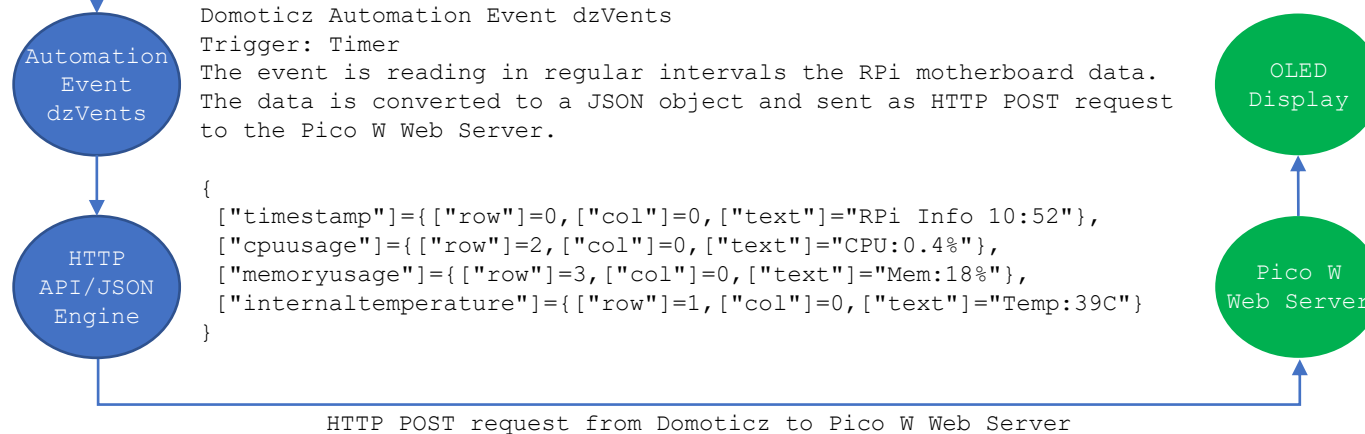 Automation
Event
dzVents
Domoticz Automation Event dzVents
Trigger: Timer
The event is reading in regular intervals the RPi motherboard data.
The data is converted to a JSON object and sent as HTTP POST request
to the Pico W Web Server.
OLED
Display
{
["timestamp"]={["row"]=0,["col"]=0,["text"]="RPi Info 10:52"},
["cpuusage"]={["row"]=2,["col"]=0,["text"]="CPU:0.4%"},
["memoryusage"]={["row"]=3,["col"]=0,["text"]="Mem:18%"},
["internaltemperature"]={["row"]=1,["col"]=0,["text"]="Temp:39C"}
}
HTTP
API/JSON
Engine
Pico W
Web Server
HTTP POST request from Domoticz to Pico W Web Server